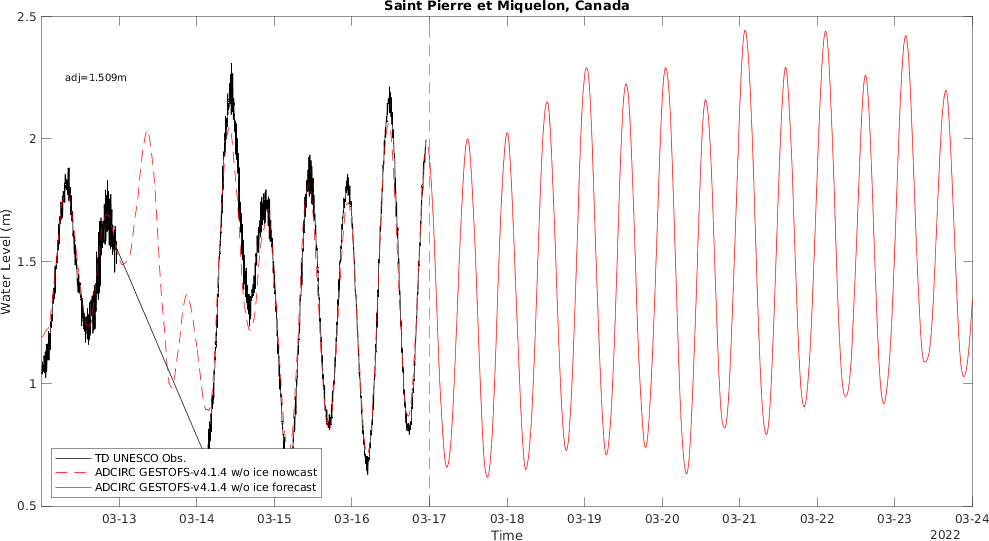 Saint Pierre et Miquelon, Canada
2.5
adj=1.509m
2
Water Level (m)
1.5
1
TD UNESCO Obs.
ADCIRC GESTOFS-v4.1.4 w/o ice nowcast
ADCIRC GESTOFS-v4.1.4 w/o ice forecast
0.5
03-13 03-14 03-15 03-16 03-17 03-18 03-19 03-20 03-21 03-22 03-23 03-24
Time
2022